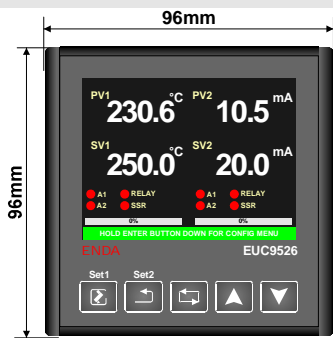 96mm
96mm
PV1 230.6 °C PV2 10.5 mA
SV1 250.0 °C SV2 20.0 mA
A1 RELAY A1 RELAY
A2 SSR A2 SSR
0% 0%
HOLD ENTER BUTTON DOWN FOR CONFIG MENU
ENDA EUC9526
Set1 Set2